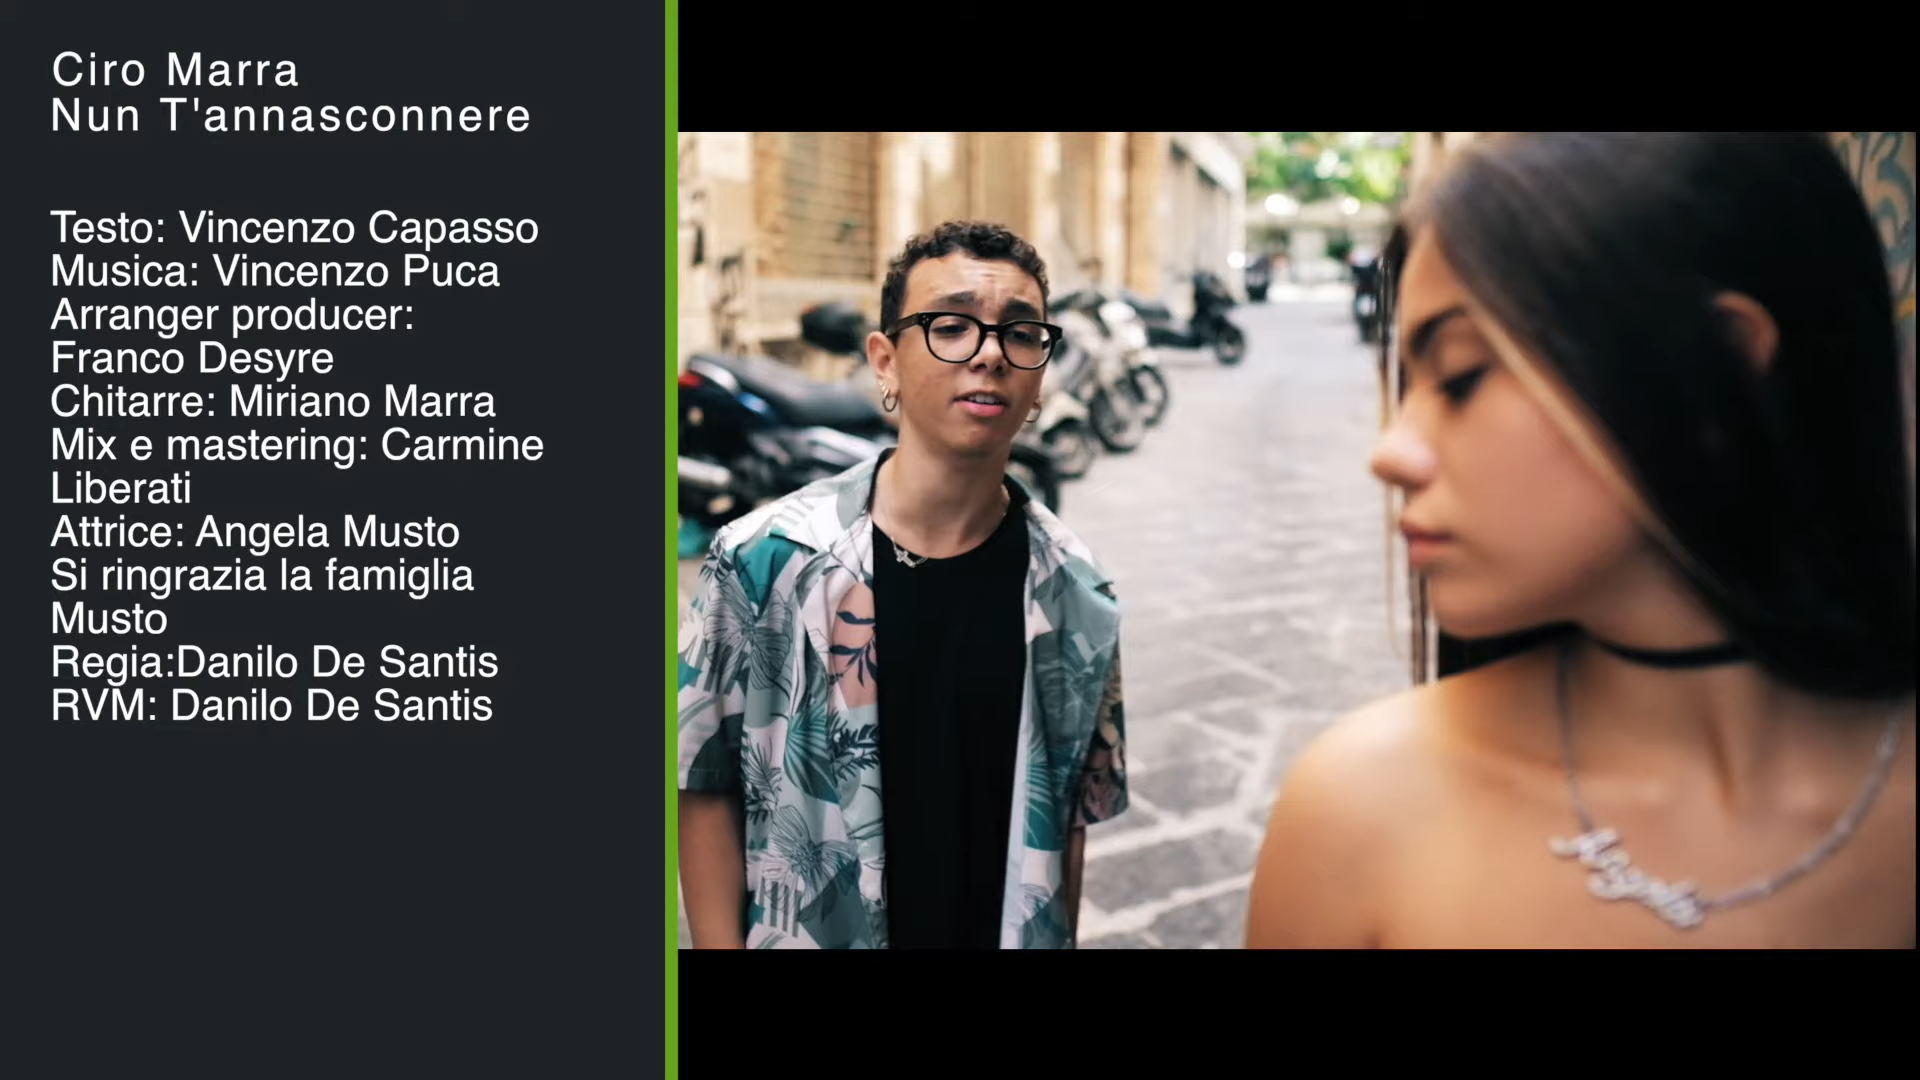 Ciro Marra
Nun T'annasconnere
Testo: Vincenzo Capasso
Musica: Vincenzo Puca
Arranger producer:
Franco Desyre
Chitarre: Miriano Marra
Mix e mastering: Carmine
Liberati
Attrice: Angela Musto
Si ringrazia la famiglia
Musto
Regia:Danilo De Santis
RVM: Danilo De Santis
Angela